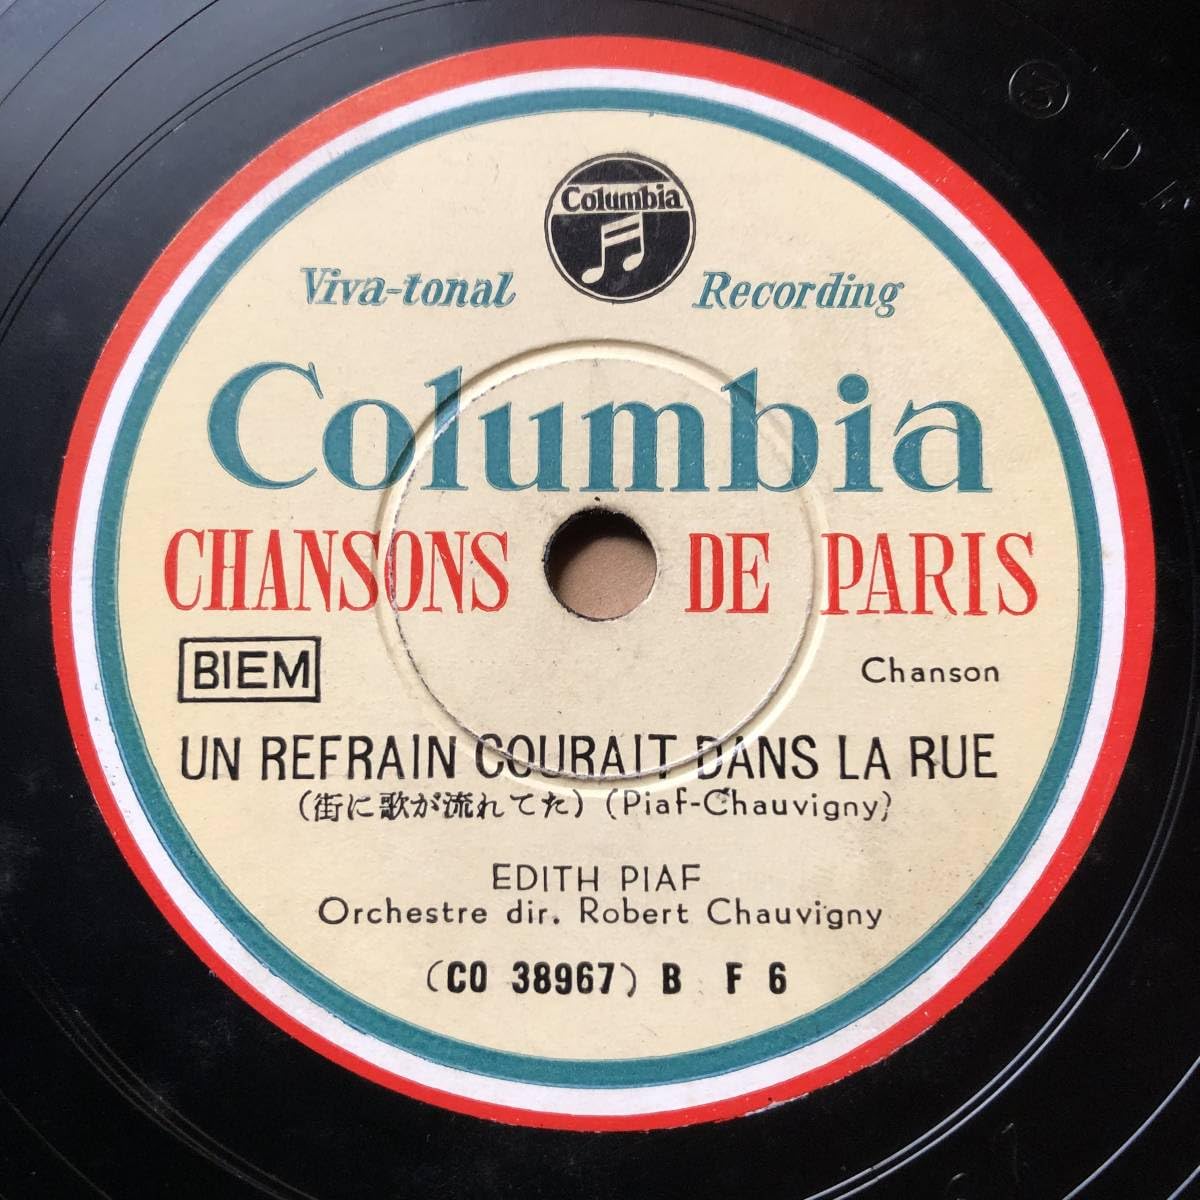 Columbia
Viva-tonal Recording
Columbia
CHANSONS DE PARIS
BIEM
Chanson
UN REFRAIN COURAIT DANS LA RUE
(街に歌が流れてた) (Piaf-Chauvigny)
EDITH PIAF
Orchestre dir. Robert Chauvigny
(CO 38967) B F 6